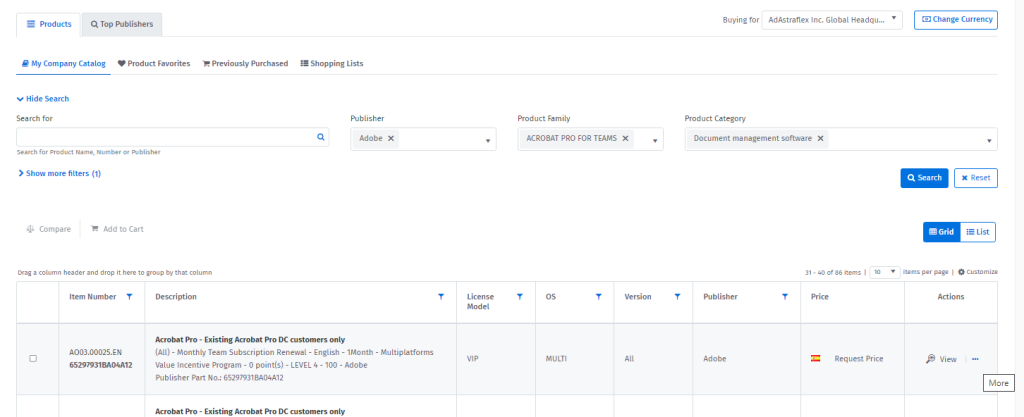 Products
Top Publishers
Buying for
AdAstraflex Inc. Global Headqu...
Change Currency
My Company Catalog
Product Favorites
Previously Purchased
Shopping Lists
Hide Search
Search for
Publisher
Product Family
Product Category
Adobe ×
ACROBAT PRO FOR TEAMS ×
Document management software ×
Search for Product Name, Number or Publisher
Show more filters (1)
Search
Reset
Compare
Add to Cart
Grid
List
Drag a column header and drop it here to group by that column
31 - 40 of 86 items | 10 items per page | Customize
Item Number
Description
License Model
OS
Version
Publisher
Price
Actions
AO03.00025.EN
65297931BA04A12
Acrobat Pro - Existing Acrobat Pro DC customers only
(All) - Monthly Team Subscription Renewal - English - 1Month - Multiplatforms
Value Incentive Program - 0 point(s) - LEVEL 4 - 100 - Adobe
Publisher Part No.: 65297931BA04A12
VIP
MULTI
All
Adobe
Request Price
View | ...
More
Acrobat Pro - Existing Acrobat Pro DC customers only